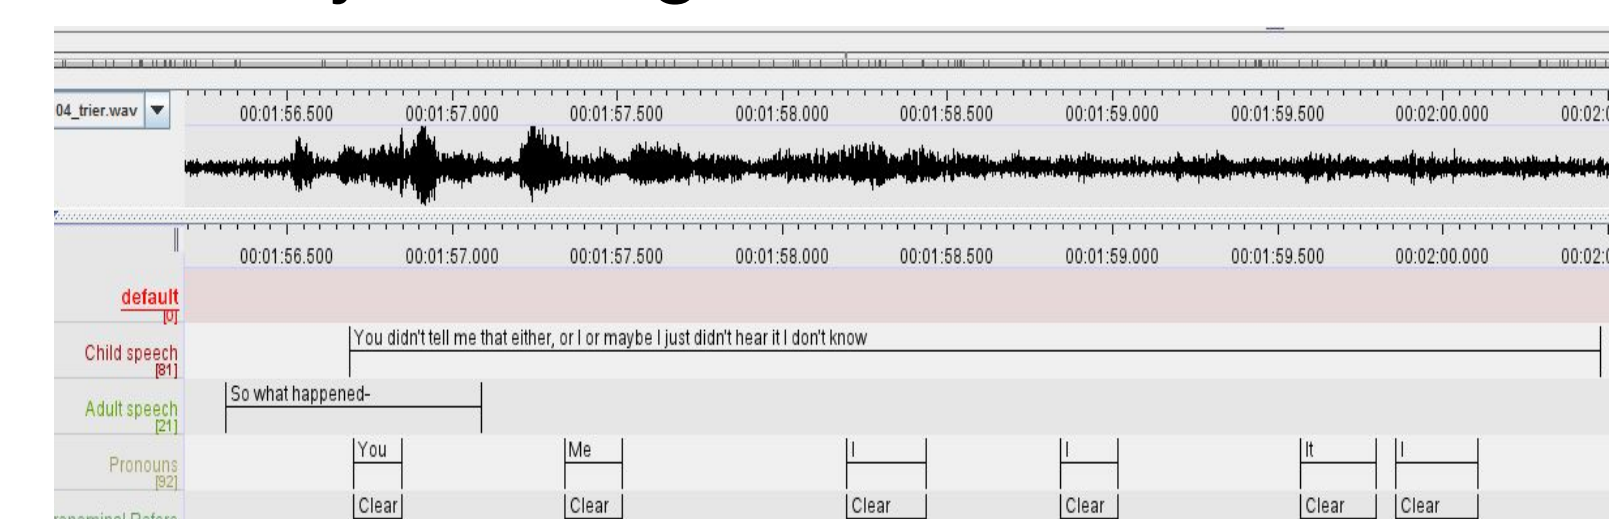 04_trier.wav 00:01:56.500 00:01:57.000 00:01:57.500 00:01:58.000 00:01:58.500 00:01:59.000 00:01:59.500 00:02:00.000 00:02:
00:01:56.500 00:01:57.000 00:01:57.500 00:01:58.000 00:01:58.500 00:01:59.000 00:01:59.500 00:02:00.000 00:02:
default
[0]
Child speech You didn't tell me that either, or I or maybe I just didn't hear it I don't know
[81]
Adult speech So what happened-
[21]
Pronouns You Me I I It I
[92]
Clear Clear Clear Clear Clear Clear